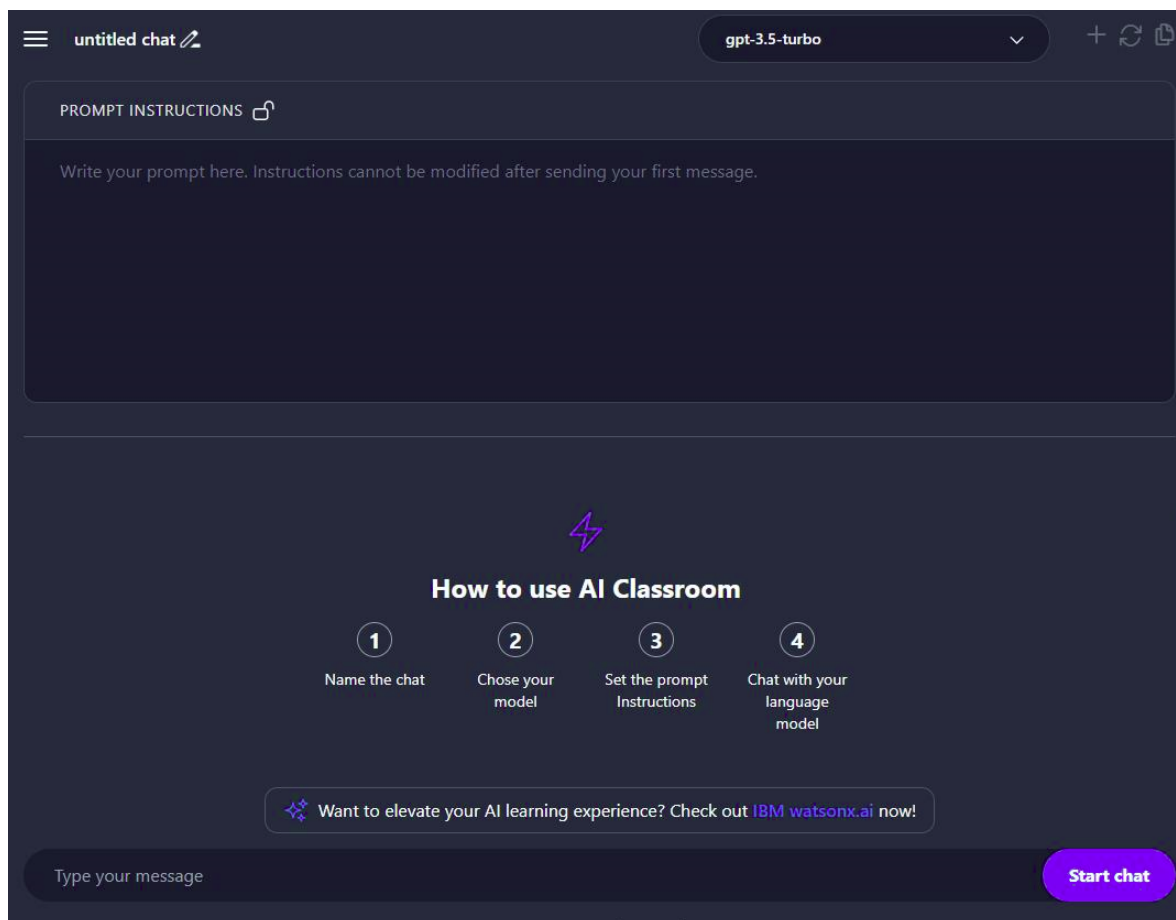 untitled chat
gpt-3.5-turbo
PROMPT INSTRUCTIONS
Write your prompt here. Instructions cannot be modified after sending your first message.
How to use AI Classroom
1
Name the chat
2
Chose your
model
3
Set the prompt
Instructions
4
Chat with your
language
model
Want to elevate your AI learning experience? Check out IBM watsonx.ai now!
Type your message
Start chat